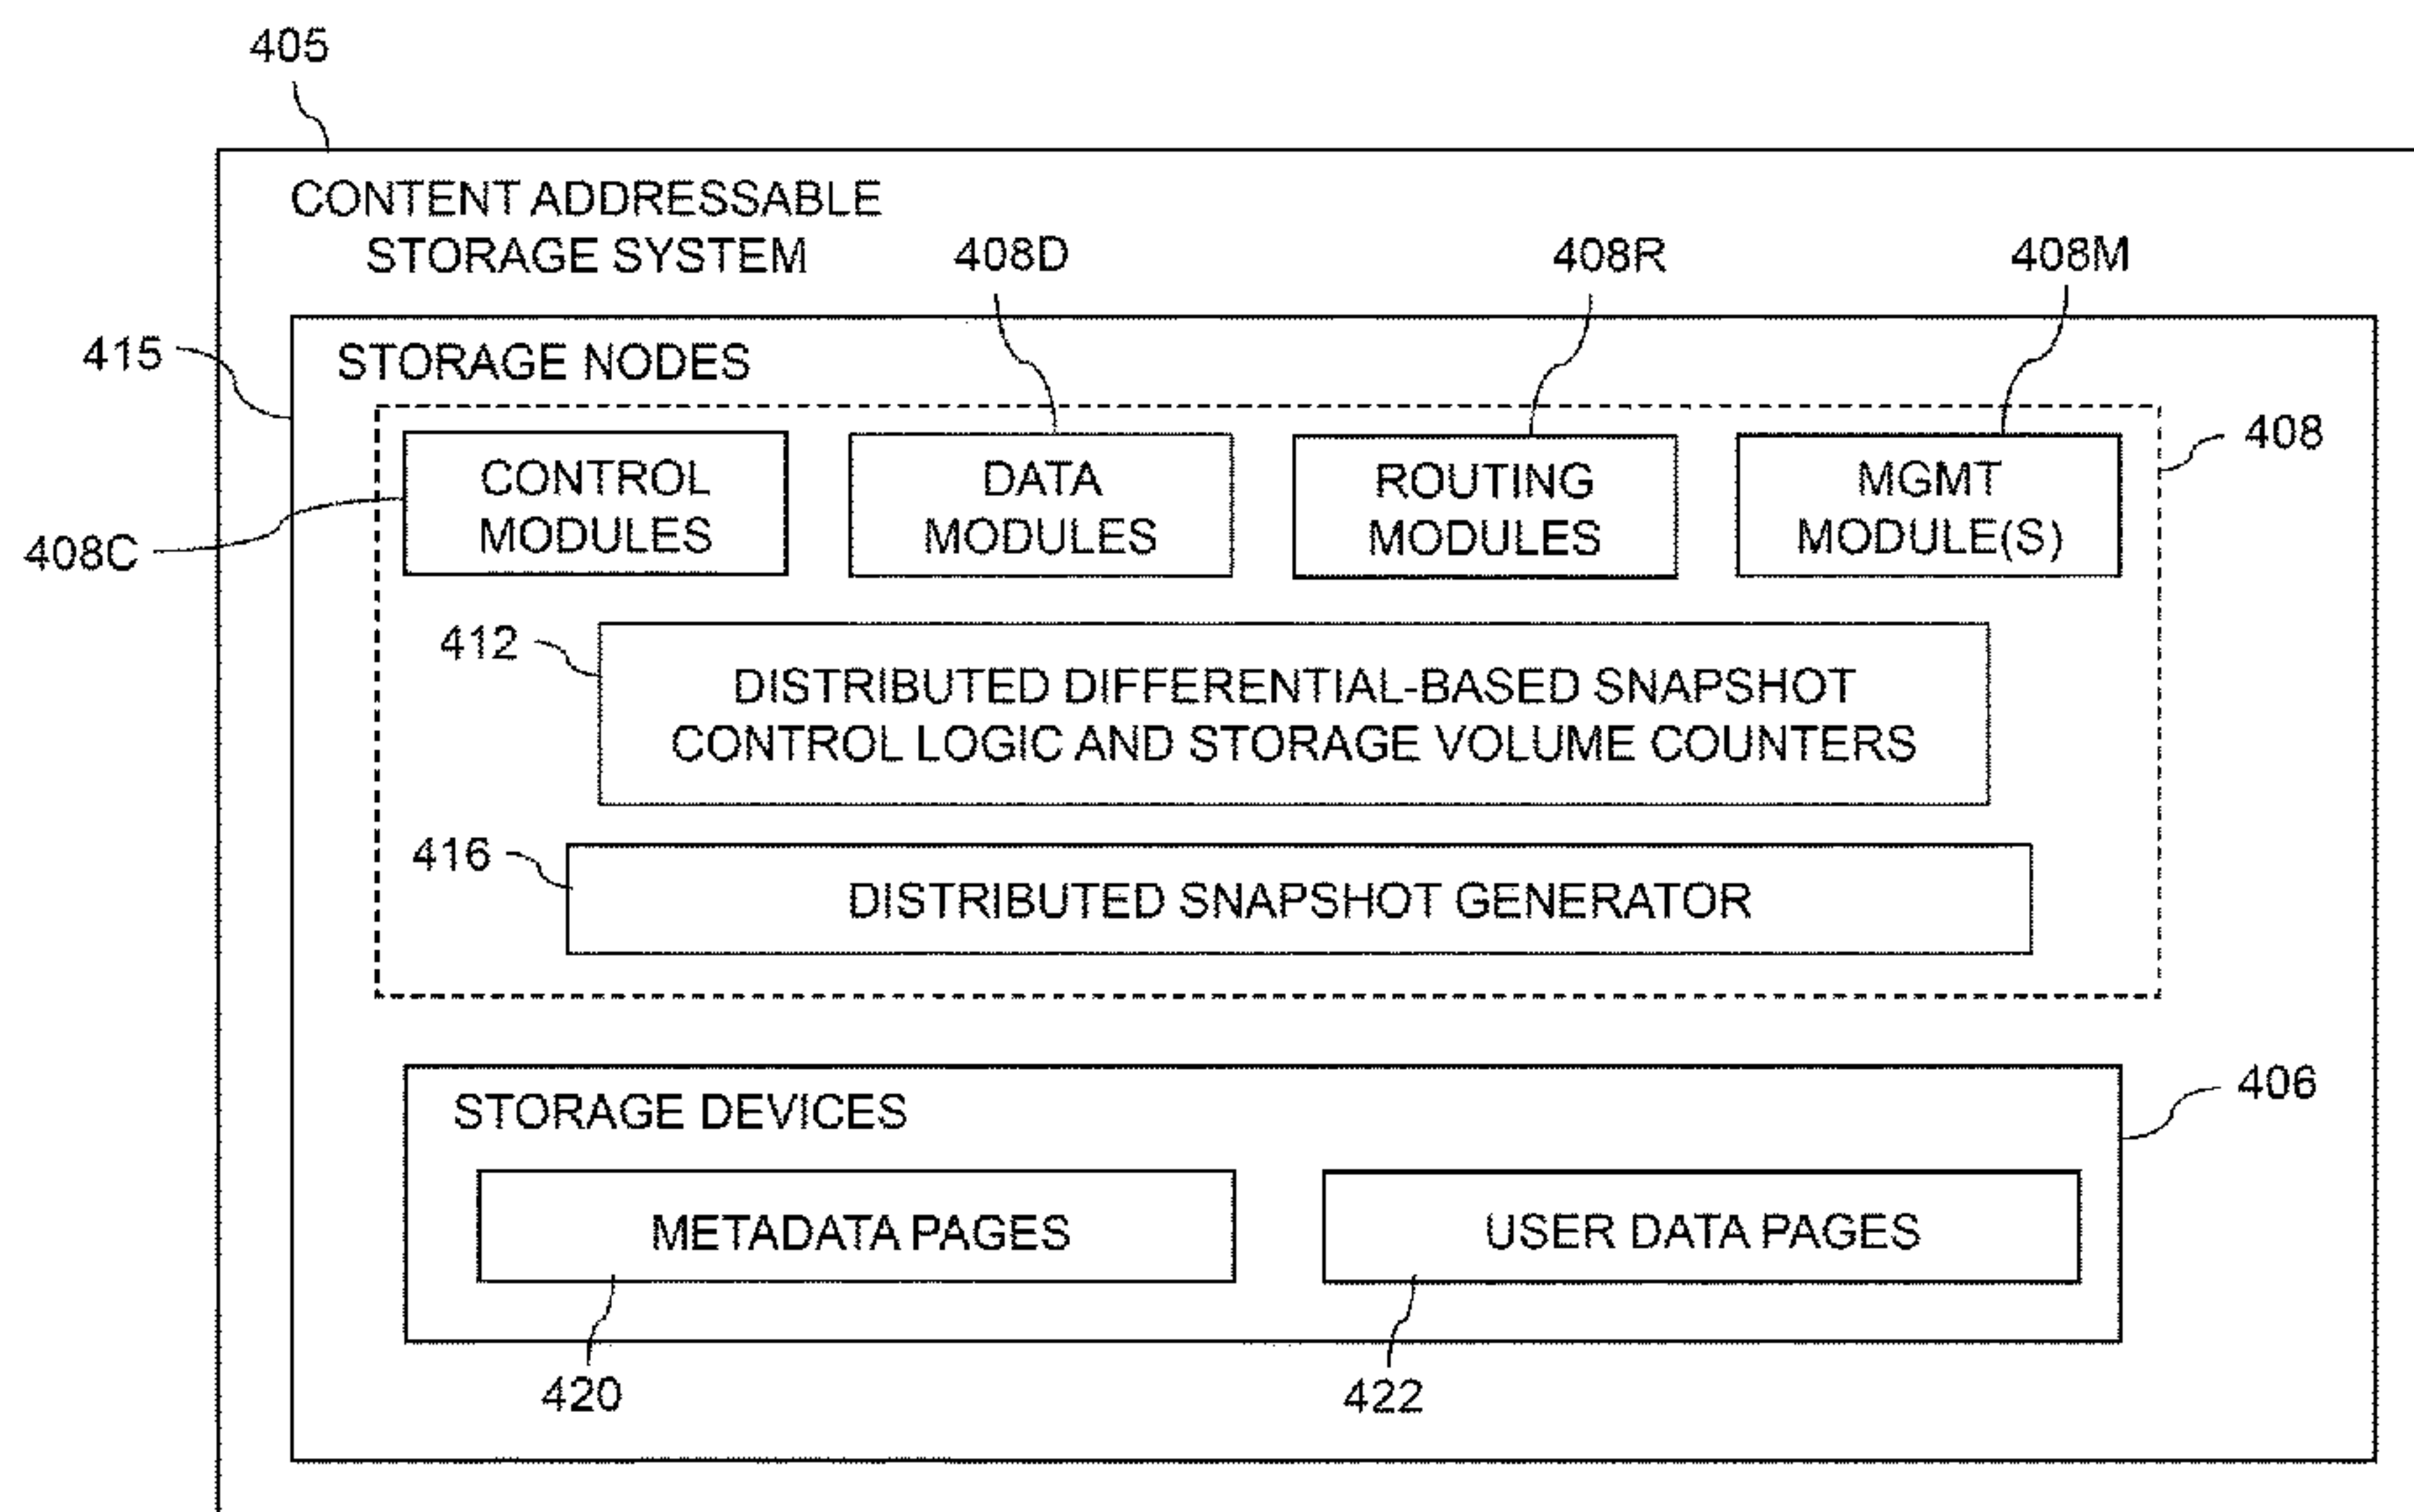 405
CONTENT ADDRESSABLE
STORAGE SYSTEM
408D
408R
408M
415
STORAGE NODES
408
CONTROL
MODULES
DATA
MODULES
ROUTING
MODULES
MGMT
MODULE(S)
408C
412
DISTRIBUTED DIFFERENTIAL-BASED SNAPSHOT
CONTROL LOGIC AND STORAGE VOLUME COUNTERS
416
DISTRIBUTED SNAPSHOT GENERATOR
406
STORAGE DEVICES
METADATA PAGES
USER DATA PAGES
420
422